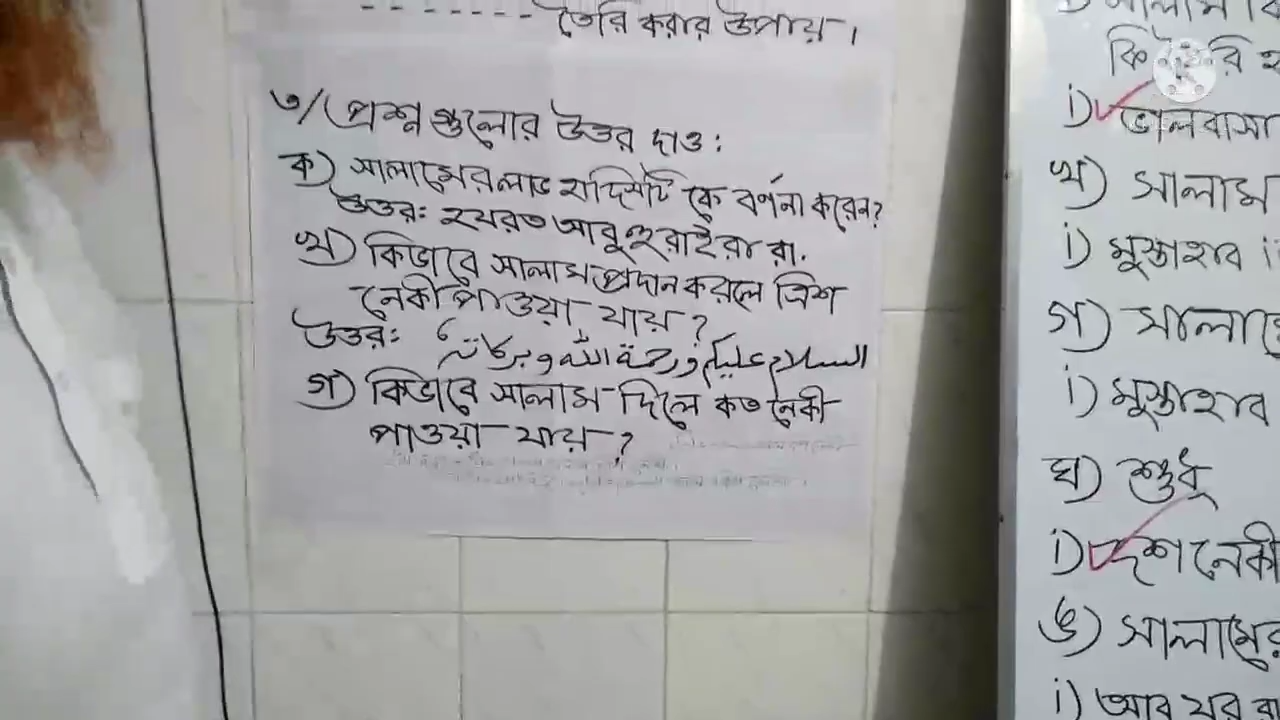 তৈরি করার উপায়।
৩/ প্রশ্ন গুলোর উত্তর দাও:
ক) সালামের লাভ হাদিসটি কে বর্ণনা করেন?
উত্তর: হযরত আবু হুরাইরা রা.
খ) কিভাবে সালাম প্রদান করলে ত্রিশ
নেকী পাওয়া যায়?
উত্তর: السلام عليكم ورحمة الله وبركاته
গ) কিভাবে সালাম দিলে কত নেকী
পাওয়া যায়?
i) ভালবাসা
খ) সালাম
i) মুস্তাহাব
গ)
i) মুস্তাহাব
ঘ) শুধু
i) দশ নেকী
ঙ) সালামের
i) আবু যর রা